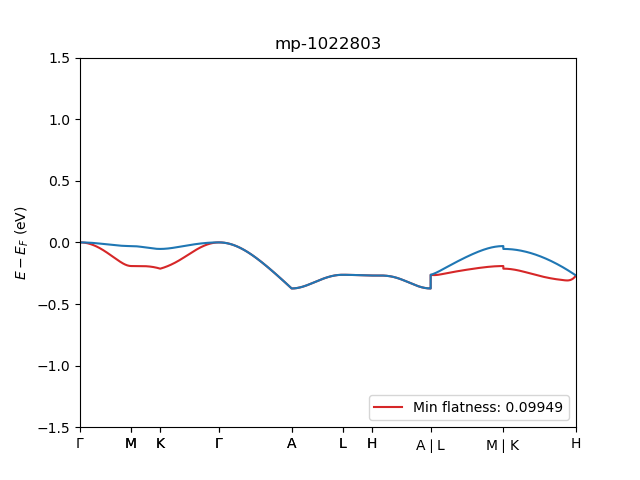 mp-1022803
E − E_F (eV)
1.5
1.0
0.5
0.0
−0.5
−1.0
−1.5
Min flatness: 0.09949
Γ M K Γ A L H A | L M | K H